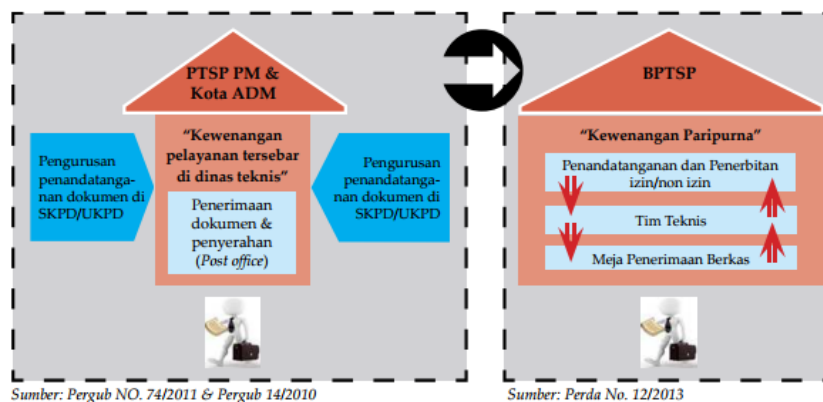 PTSP PM &
Kota ADM
"Kewenangan
pelayanan tersebar
di dinas teknis"
Pengurusan
penandatanga-
nan dokumen di
SKPD/UKPD
Penerimaan
dokumen &
penyerahan
(Post office)
Pengurusan
penandatanga-
nan dokumen di
SKPD/UKPD
Sumber: Pergub NO. 74/2011 & Pergub 14/2010
BPTSP
"Kewenangan Paripurna"
Penandatanganan dan Penerbitan
izin/non izin
Tim Teknis
Meja Penerimaan Berkas
Sumber: Perda No. 12/2013